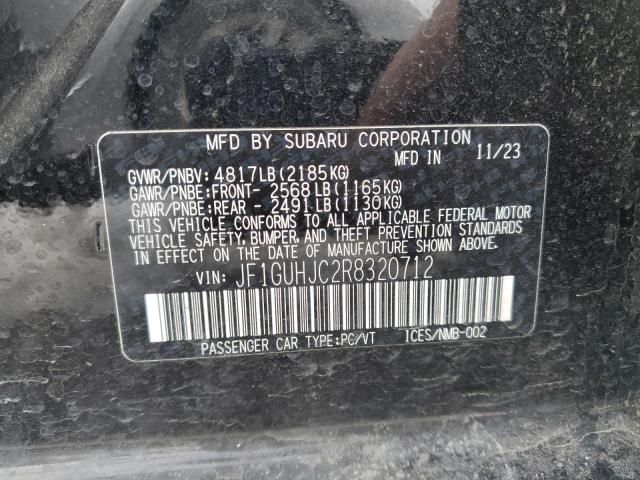 MFD BY SUBARU CORPORATION
MFD IN 11/23
GVWR/PNBV: 4817LB(2185KG)
GAWR/PNBE:FRONT- 2568LB(1165KG)
GAWR/PNBE:REAR - 2491LB(1130KG)
THIS VEHICLE CONFORMS TO ALL APPLICABLE FEDERAL MOTOR
VEHICLE SAFETY, BUMPER, AND THEFT PREVENTION STANDARDS
IN EFFECT ON THE DATE OF MANUFACTURE SHOWN ABOVE.
VIN: JF1GUHJC2R8320712
PASSENGER CAR TYPE:PC/VT ICES/NMB-002